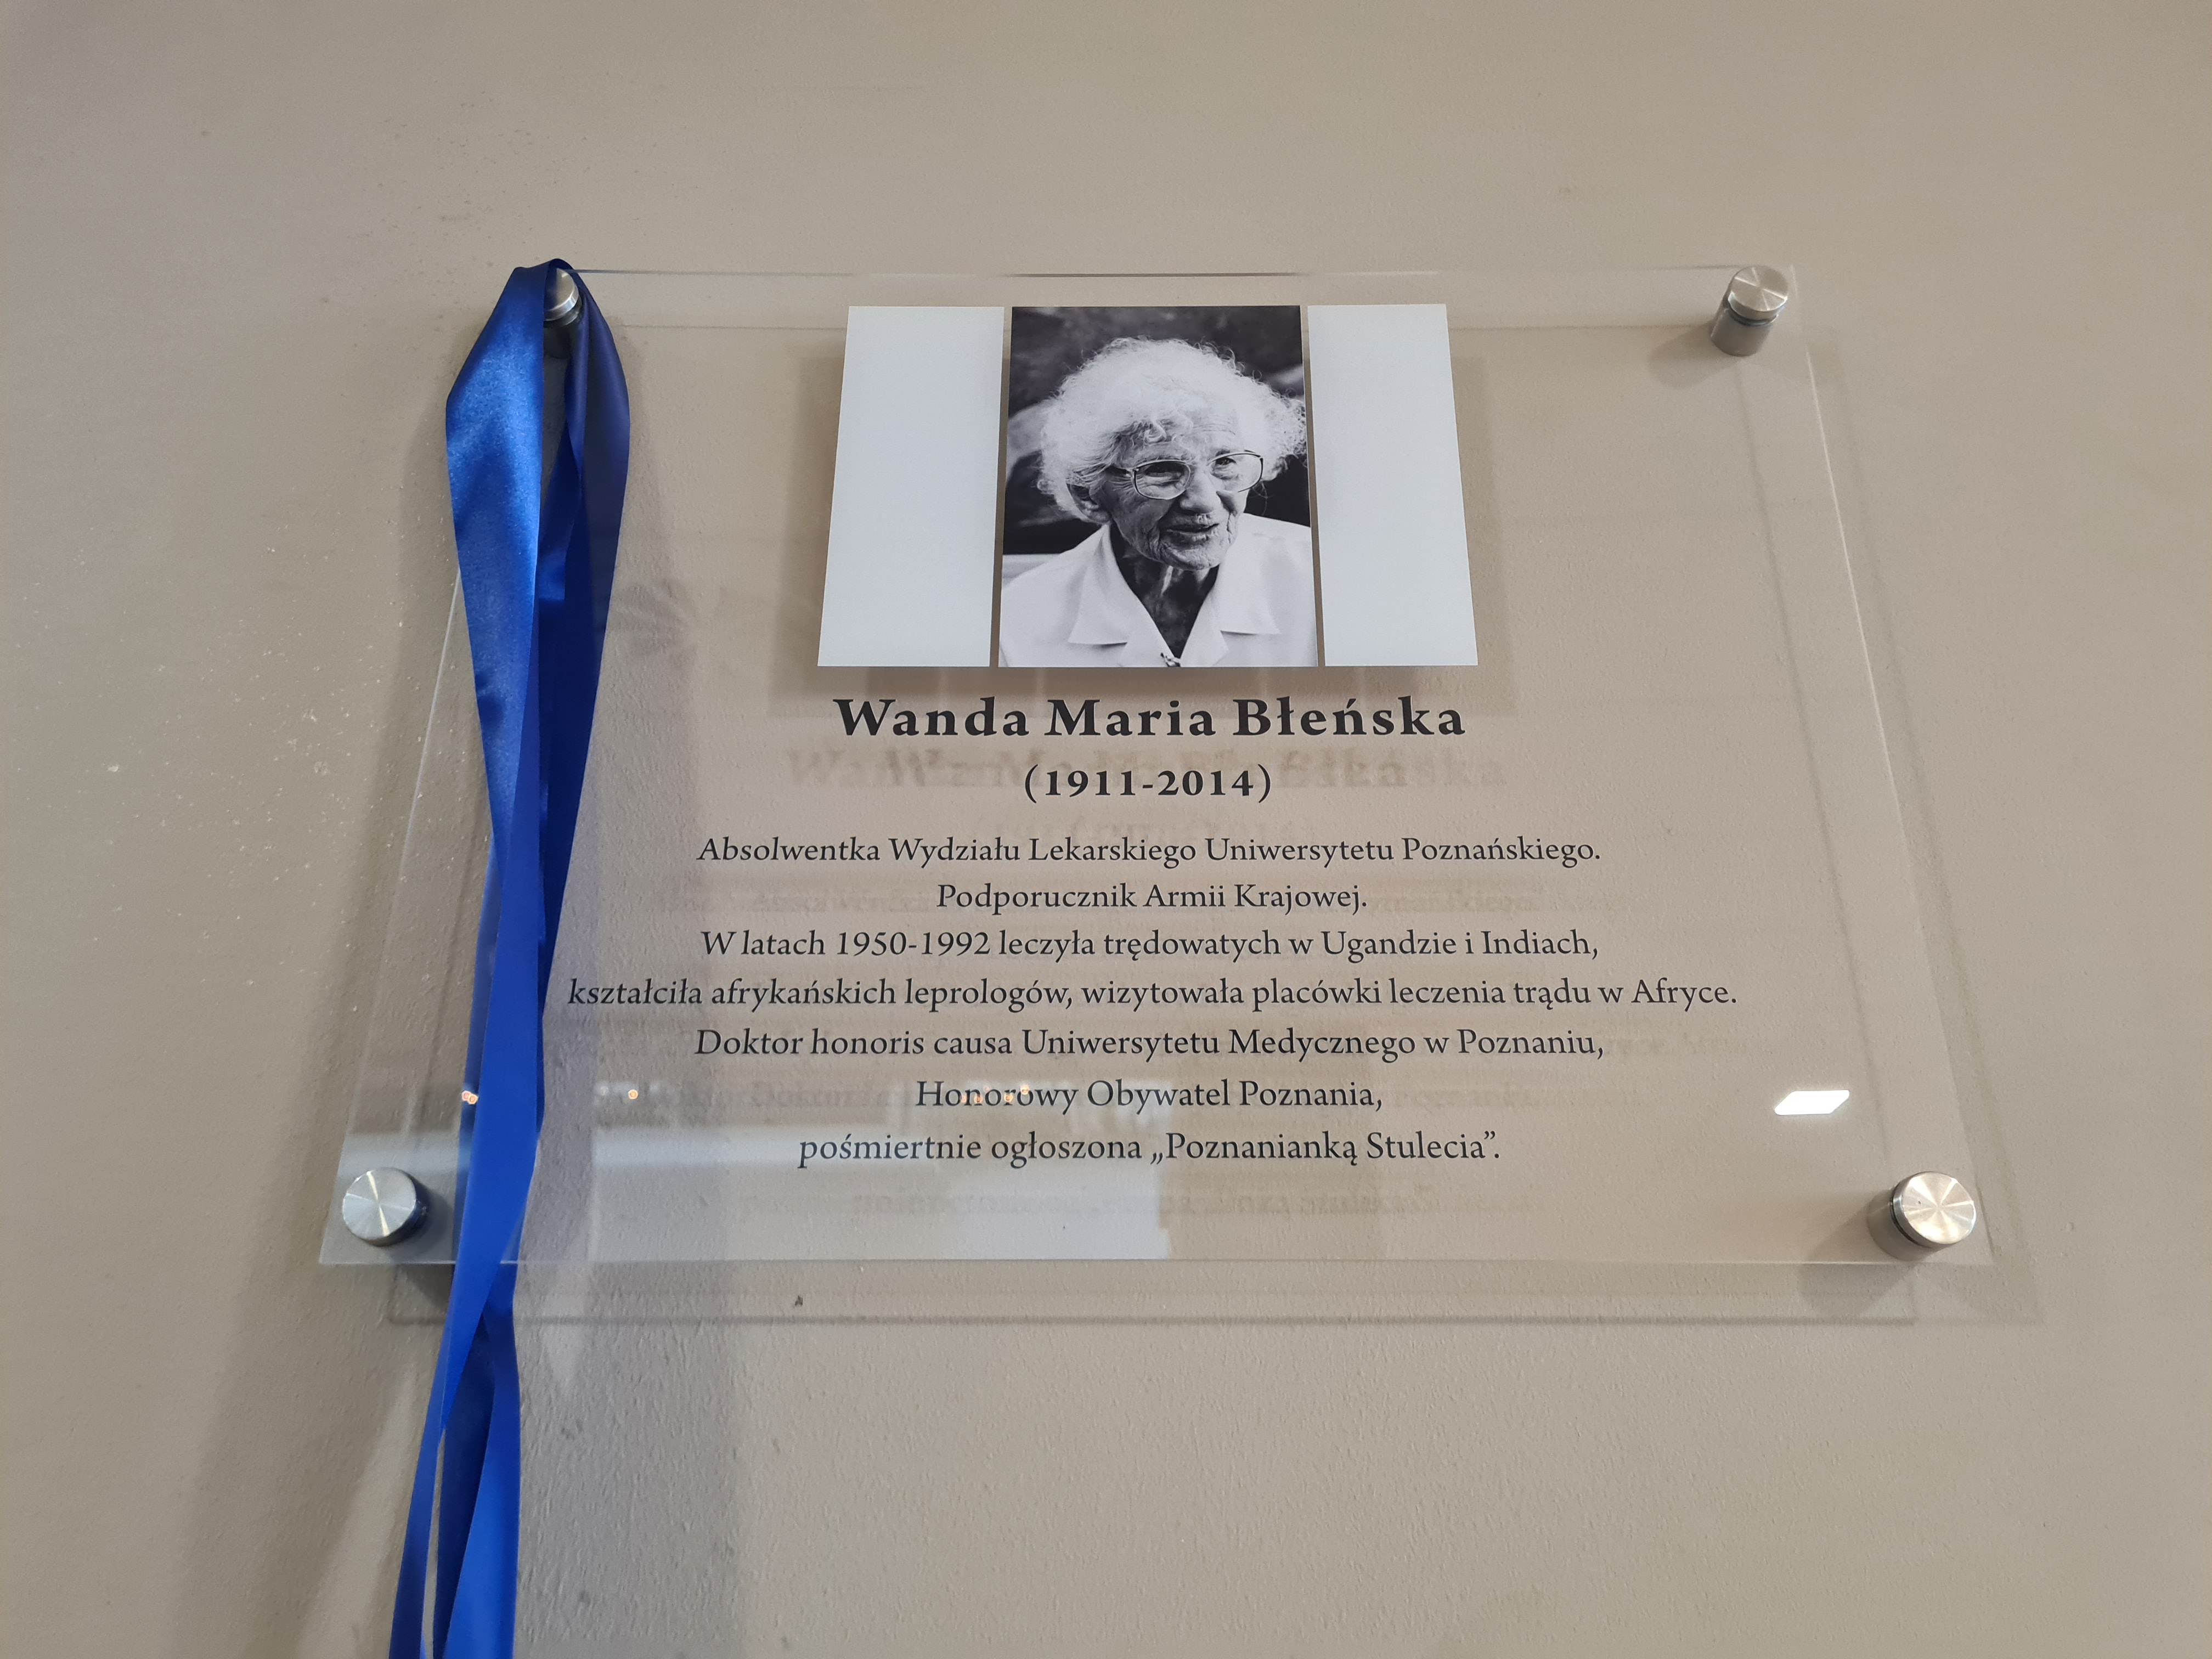 Wanda Maria Błeńska
(1911-2014)
Absolwentka Wydziału Lekarskiego Uniwersytetu Poznańskiego.
Podporucznik Armii Krajowej.
W latach 1950-1992 leczyła trędowatych w Ugandzie i Indiach,
kształciła afrykańskich leprologów, wizytowała placówki leczenia trądu w Afryce.
Doktor honoris causa Uniwersytetu Medycznego w Poznaniu,
Honorowy Obywatel Poznania,
pośmiertnie ogłoszona „Poznanianką Stulecia”.